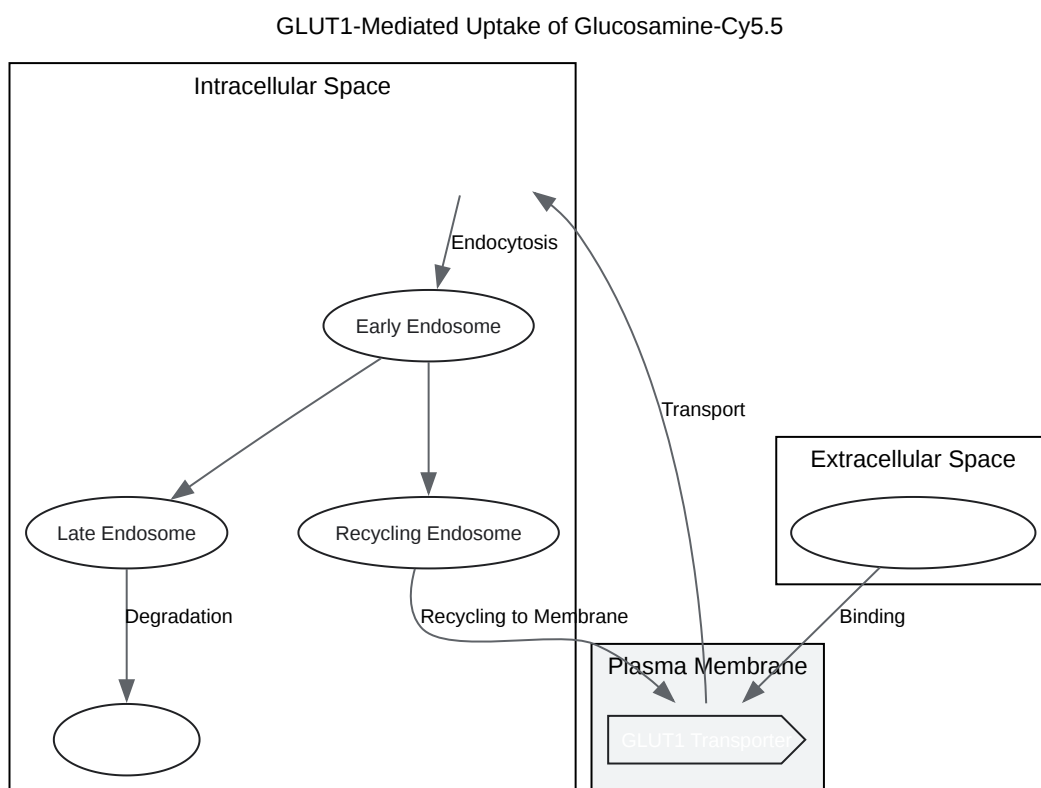 GLUT1-Mediated Uptake of Glucosamine-Cy5.5
Intracellular Space
Endocytosis
Early Endosome
Transport
Extracellular Space
Late Endosome
Recycling Endosome
Degradation
Recycling to Membrane
Binding
Plasma Membrane
GLUT1 Transporter